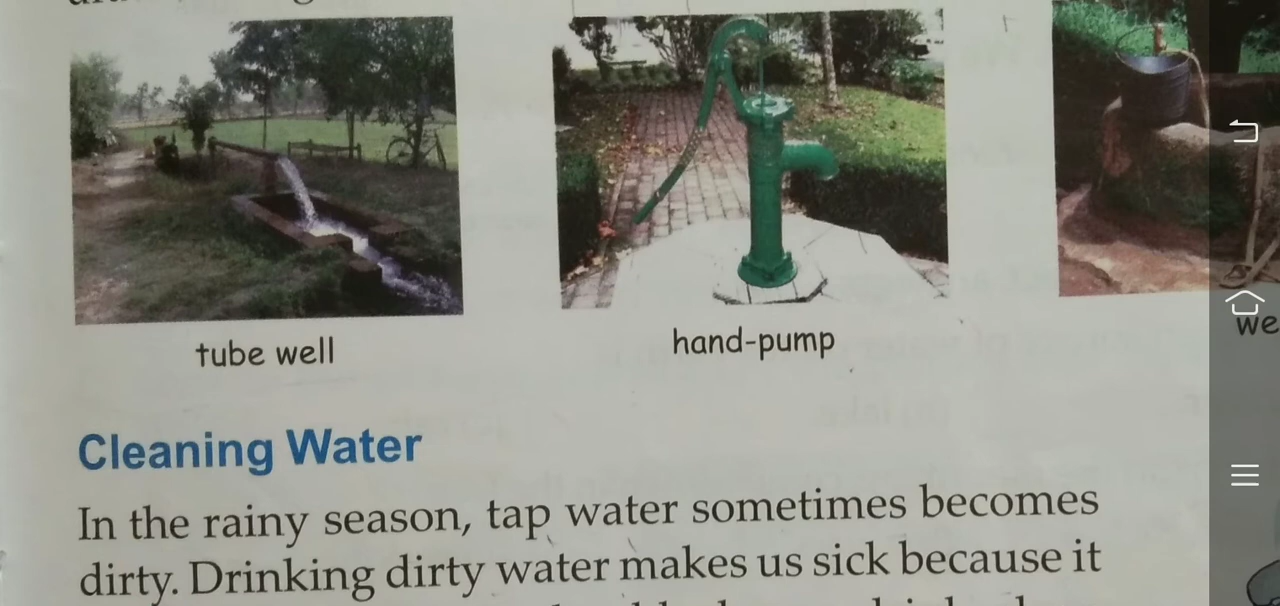 tube well
hand-pump
Cleaning Water
In the rainy season, tap water sometimes becomes
dirty. Drinking dirty water makes us sick because it